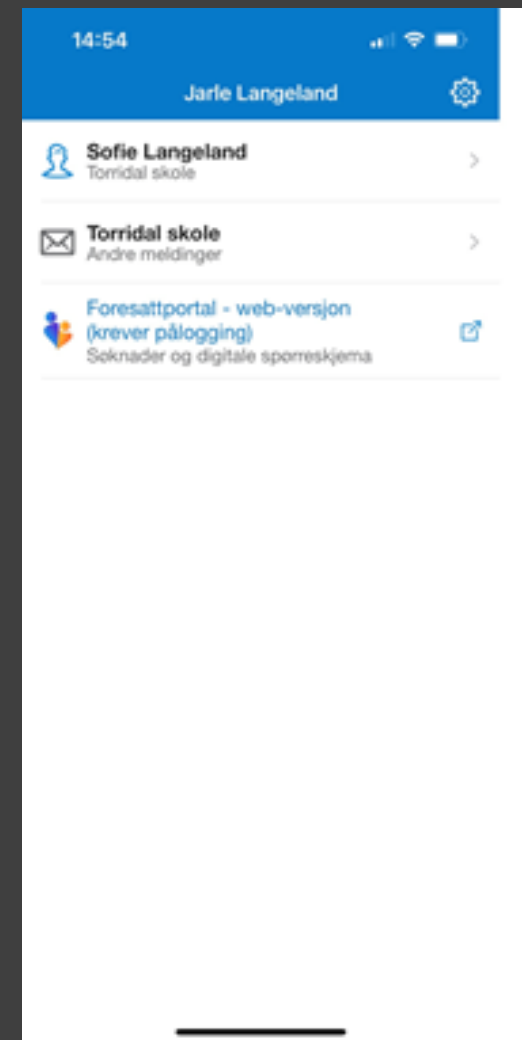 14:54
Jarle Langeland
Sofie Langeland
Torridal skole
Torridal skole
Andre meldinger
Foresattportal - web-versjon
(krever pålogging)
Søknader og digitale spørreskjema